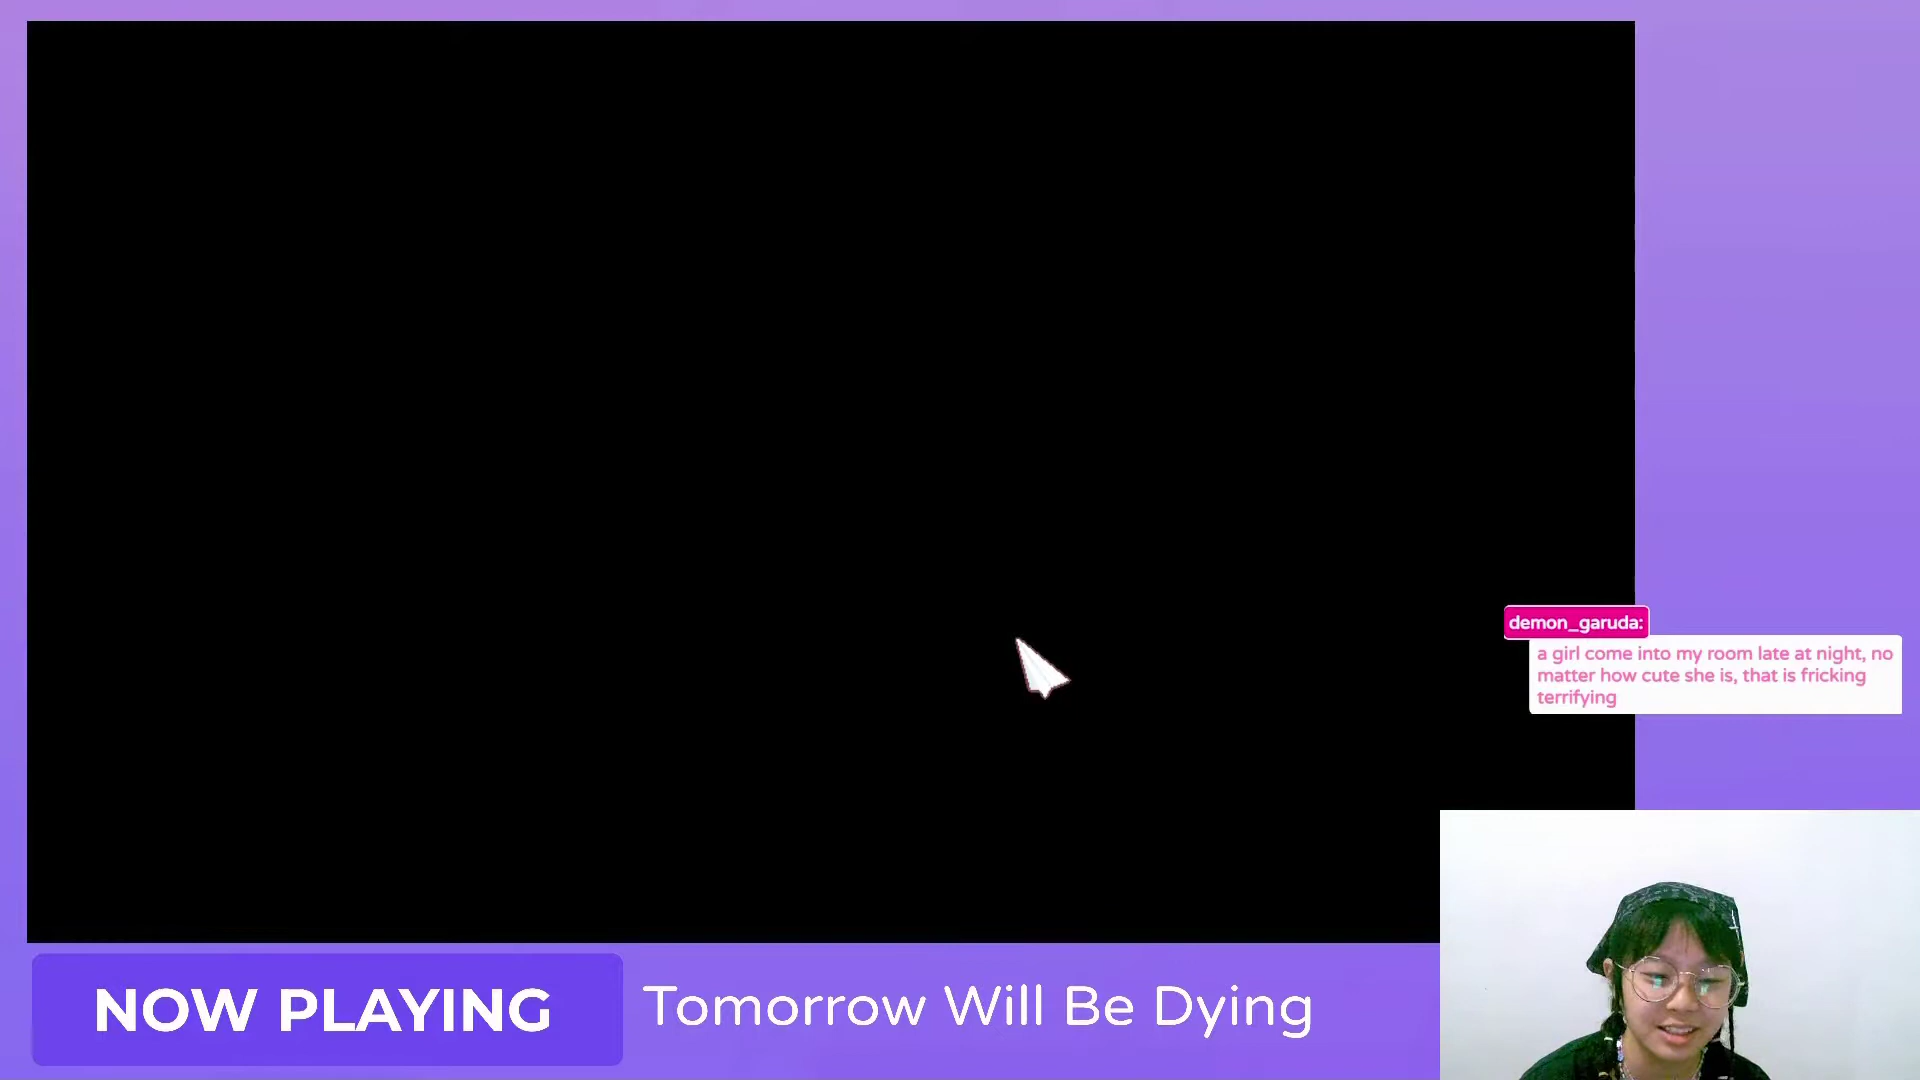 demon_garuda:
a girl come into my room late at night, no
matter how cute she is, that is fricking
terrifying
NOW PLAYING
Tomorrow Will Be Dying